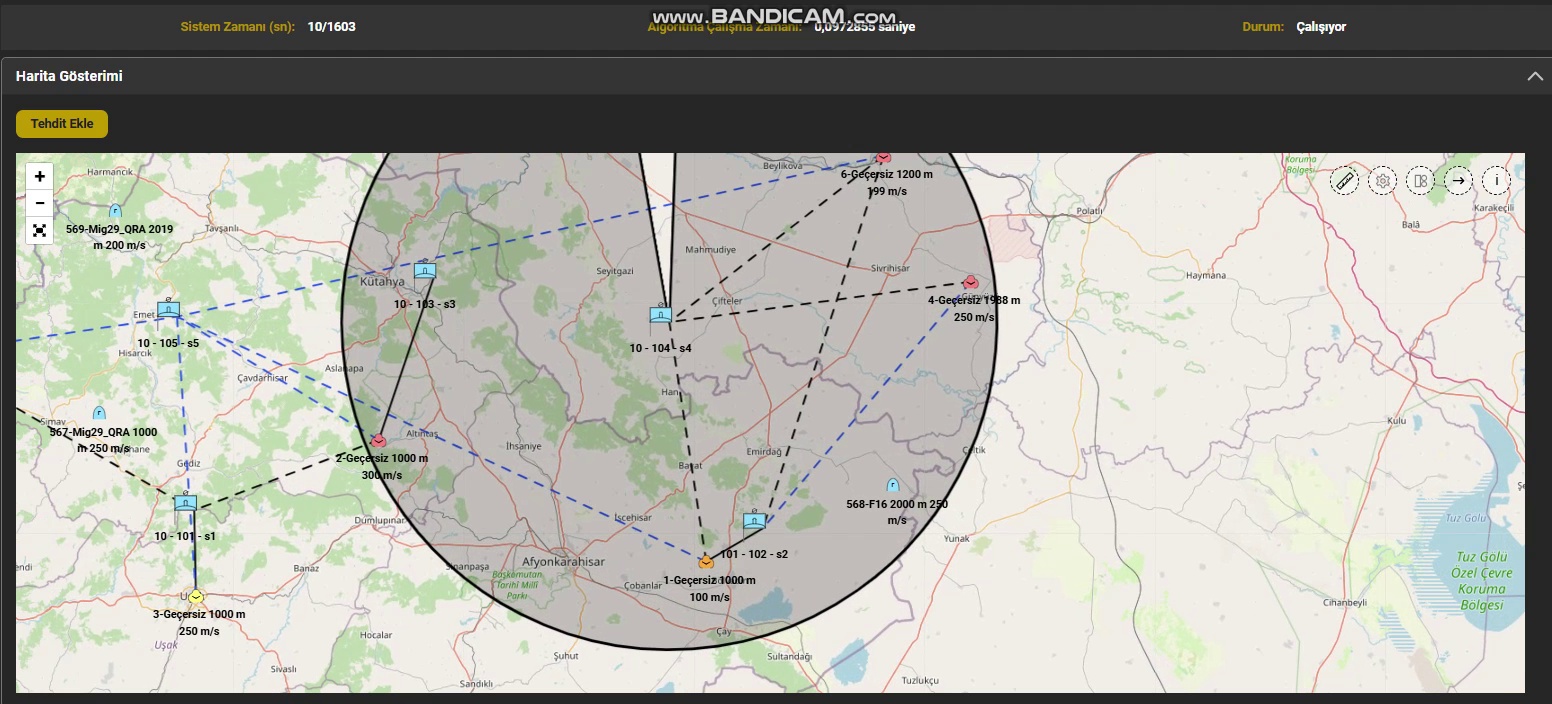 www.BANDICAM.com
Sistem Zamanı (sn): 10/1603
Algoritma Çalışma Zamanı: 0,0972855 saniye
Durum: Çalışıyor
Harita Gösterimi
Tehdit Ekle
+
−
Harmancık
569-Mig29_QRA 2019
m 200 m/s
Tavşanlı
Beylikova
6-Geçersiz 1200 m
199 m/s
Koruma
Bölgesi
i
Polatlı
Balâ
Karakeçili
Mahmudiye
Seyitgazi
Sivrihisar
Haymana
Kütahya
10 - 103 - s3
Çifteler
4-Geçersiz 1988 m
250 m/s
Emet
10 - 105 - s5
Hisarcık
10 - 104 - s4
Aslanapa
Çavdarhisar
Han
Simav
567-Mig29_QRA 1000
m 250 m/s
Altıntaş
İhsaniye
Kulu
2-Geçersiz 1000 m
300 m/s
Gediz
Bayat
Emirdağ
Çeltik
568-F16 2000 m 250
m/s
10 - 101 - s1
Dumlupınar
İscehisar
Yunak
Tuz Gölü
101 - 102 - s2
Banaz
Sinanpaşa
Afyonkarahisar
Başkomutan
Tarihî Millî
Parkı
Çobanlar
1-Geçersiz 1000 m
100 m/s
Tuz Gölü
Özel Çevre
Koruma
Bölgesi
3-Geçersiz 1000 m
250 m/s
Uşak
Hocalar
Çay
Cihanbeyli
Sivaslı
Şuhut
Sultandağı
Sandıklı
Tuzlukçu